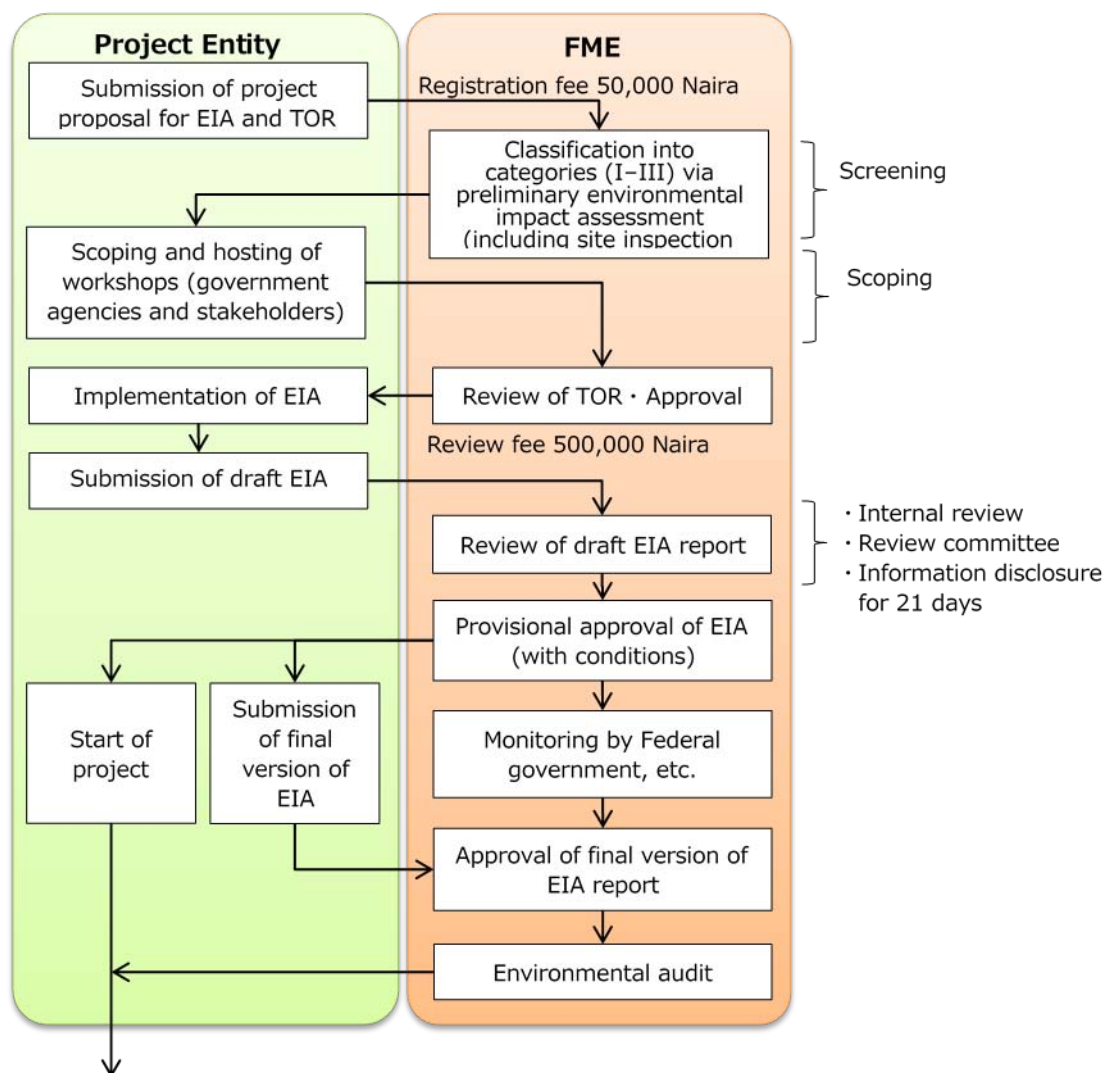 Project Entity
FME
Submission of project
proposal for EIA and TOR
Registration fee 50,000 Naira
Classification into
categories (I–III) via
preliminary environmental
impact assessment
(including site inspection
Screening
Scoping and hosting of
workshops (government
agencies and stakeholders)
Scoping
Implementation of EIA
Review of TOR・Approval
Review fee 500,000 Naira
Submission of draft EIA
Review of draft EIA report
・Internal review
・Review committee
・Information disclosure
for 21 days
Provisional approval of EIA
(with conditions)
Start of
project
Submission
of final
version of
EIA
Monitoring by Federal
government, etc.
Approval of final version of
EIA report
Environmental audit